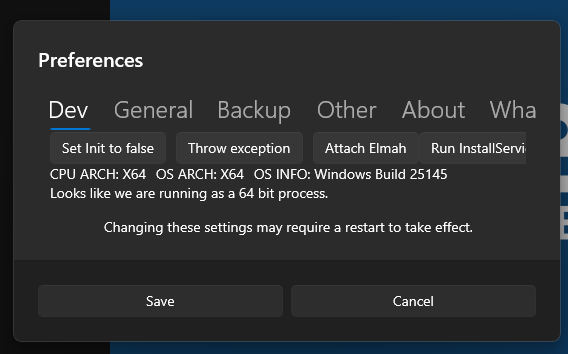 Preferences
Dev General Backup Other About
Set Init to false Throw exception Attach Elmah Run
CPU ARCH: X64 OS ARCH: X64 OS INFO: Windows Build 25145
Looks like we are running as a 64 bit process.
Changing these settings may require a restart to take effect.
Save Cancel